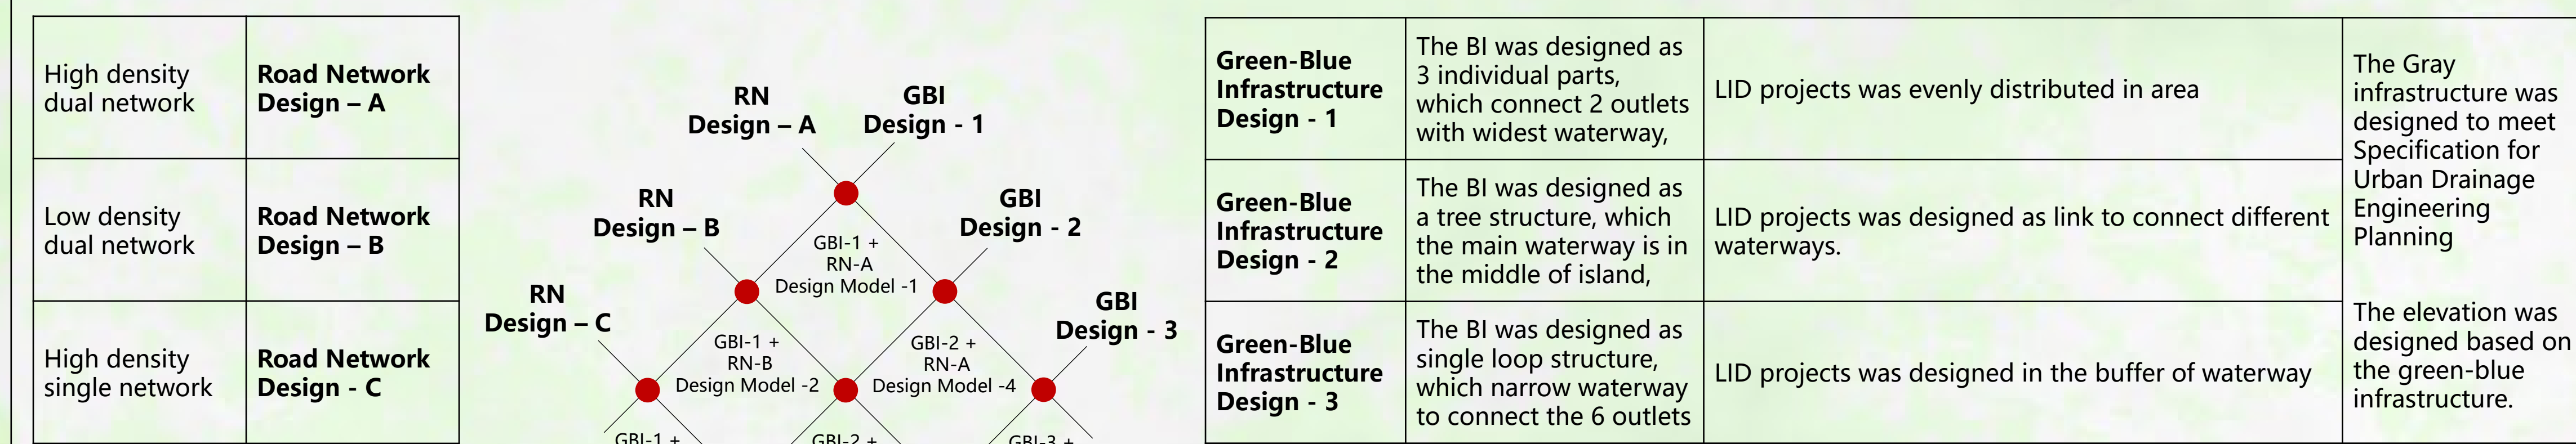 High density
dual network
Road Network
Design – A
Low density
dual network
Road Network
Design – B
High density
single network
Road Network
Design - C
RN
Design – A
GBI
Design - 1
RN
Design – B
GBI
Design - 2
RN
Design – C
GBI
Design - 3
GBI-1 +
RN-A
Design Model -1
GBI-1 +
RN-B
Design Model -2
GBI-2 +
RN-A
Design Model -4
GBI-1 +
GBI-2 +
GBI-3 +
Green-Blue
Infrastructure
Design - 1
The BI was designed as
3 individual parts,
which connect 2 outlets
with widest waterway,
LID projects was evenly distributed in area
Green-Blue
Infrastructure
Design - 2
The BI was designed as
a tree structure, which
the main waterway is in
the middle of island,
LID projects was designed as link to connect different
waterways.
Green-Blue
Infrastructure
Design - 3
The BI was designed as
single loop structure,
which narrow waterway
to connect the 6 outlets
LID projects was designed in the buffer of waterway
The Gray
infrastructure was
designed to meet
Specification for
Urban Drainage
Engineering
Planning
The elevation was
designed based on
the green-blue
infrastructure.